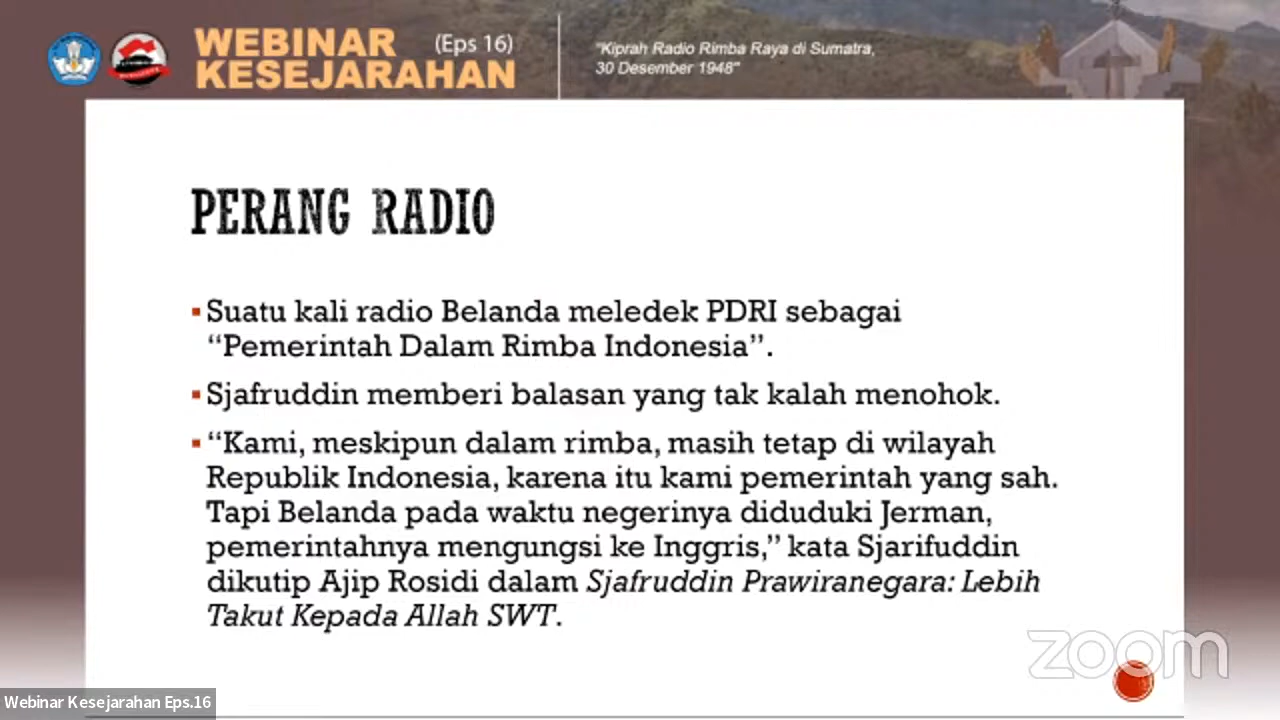 WEBINAR (Eps 16)
KESEJARAHAN
"Kiprah Radio Rimba Raya di Sumatra,
30 Desember 1948"
PERANG RADIO
▪ Suatu kali radio Belanda meledek PDRI sebagai
“Pemerintah Dalam Rimba Indonesia”.
▪ Sjafruddin memberi balasan yang tak kalah menohok.
▪ “Kami, meskipun dalam rimba, masih tetap di wilayah
Republik Indonesia, karena itu kami pemerintah yang sah.
Tapi Belanda pada waktu negerinya diduduki Jerman,
pemerintahnya mengungsi ke Inggris,” kata Sjarifuddin
dikutip Ajip Rosidi dalam Sjafruddin Prawiranegara: Lebih
Takut Kepada Allah SWT.
zoom
Webinar Kesejarahan Eps.16